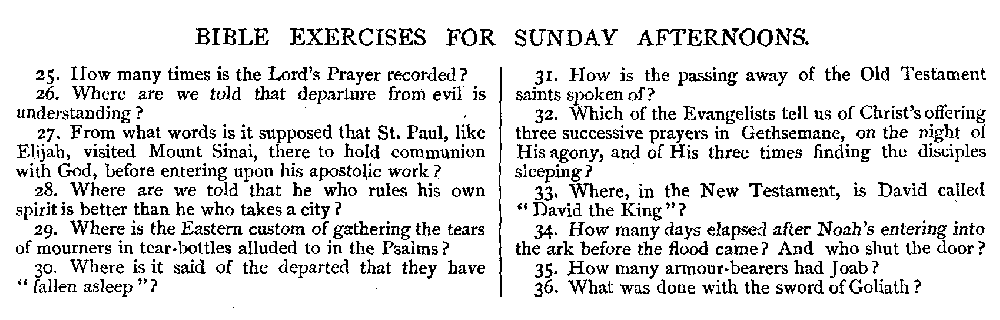 BIBLE EXERCISES FOR SUNDAY AFTERNOONS.
25. How many times is the Lord's Prayer recorded?
26. Where are we told that departure from evil is
understanding?
27. From what words is it supposed that St. Paul, like
Elijah, visited Mount Sinai, there to hold communion
with God, before entering upon his apostolic work?
28. Where are we told that he who rules his own
spirit is better than he who takes a city?
29. Where is the Eastern custom of gathering the tears
of mourners in tear-bottles alluded to in the Psalms?
30. Where is it said of the departed that they have
"fallen asleep"?
31. How is the passing away of the Old Testament
saints spoken of?
32. Which of the Evangelists tell us of Christ's offering
three successive prayers in Gethsemane, on the night of
His agony, and of His three times finding the disciples
sleeping?
33. Where, in the New Testament, is David called
"David the King"?
34. How many days elapsed after Noah's entering into
the ark before the flood came? And who shut the door?
35. How many armour-bearers had Joab?
36. What was done with the sword of Goliath?